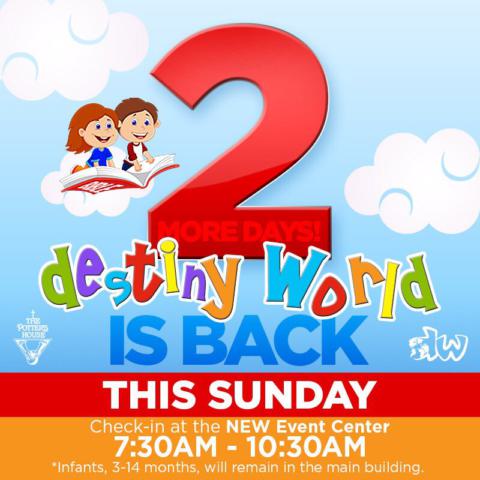 2
MORE DAYS!
BIBLE
destiny World
IS BACK
THE
POTTER'S
HOUSE
dw
THIS SUNDAY
Check-in at the NEW Event Center
7:30AM - 10:30AM
*Infants, 3-14 months, will remain in the main building.